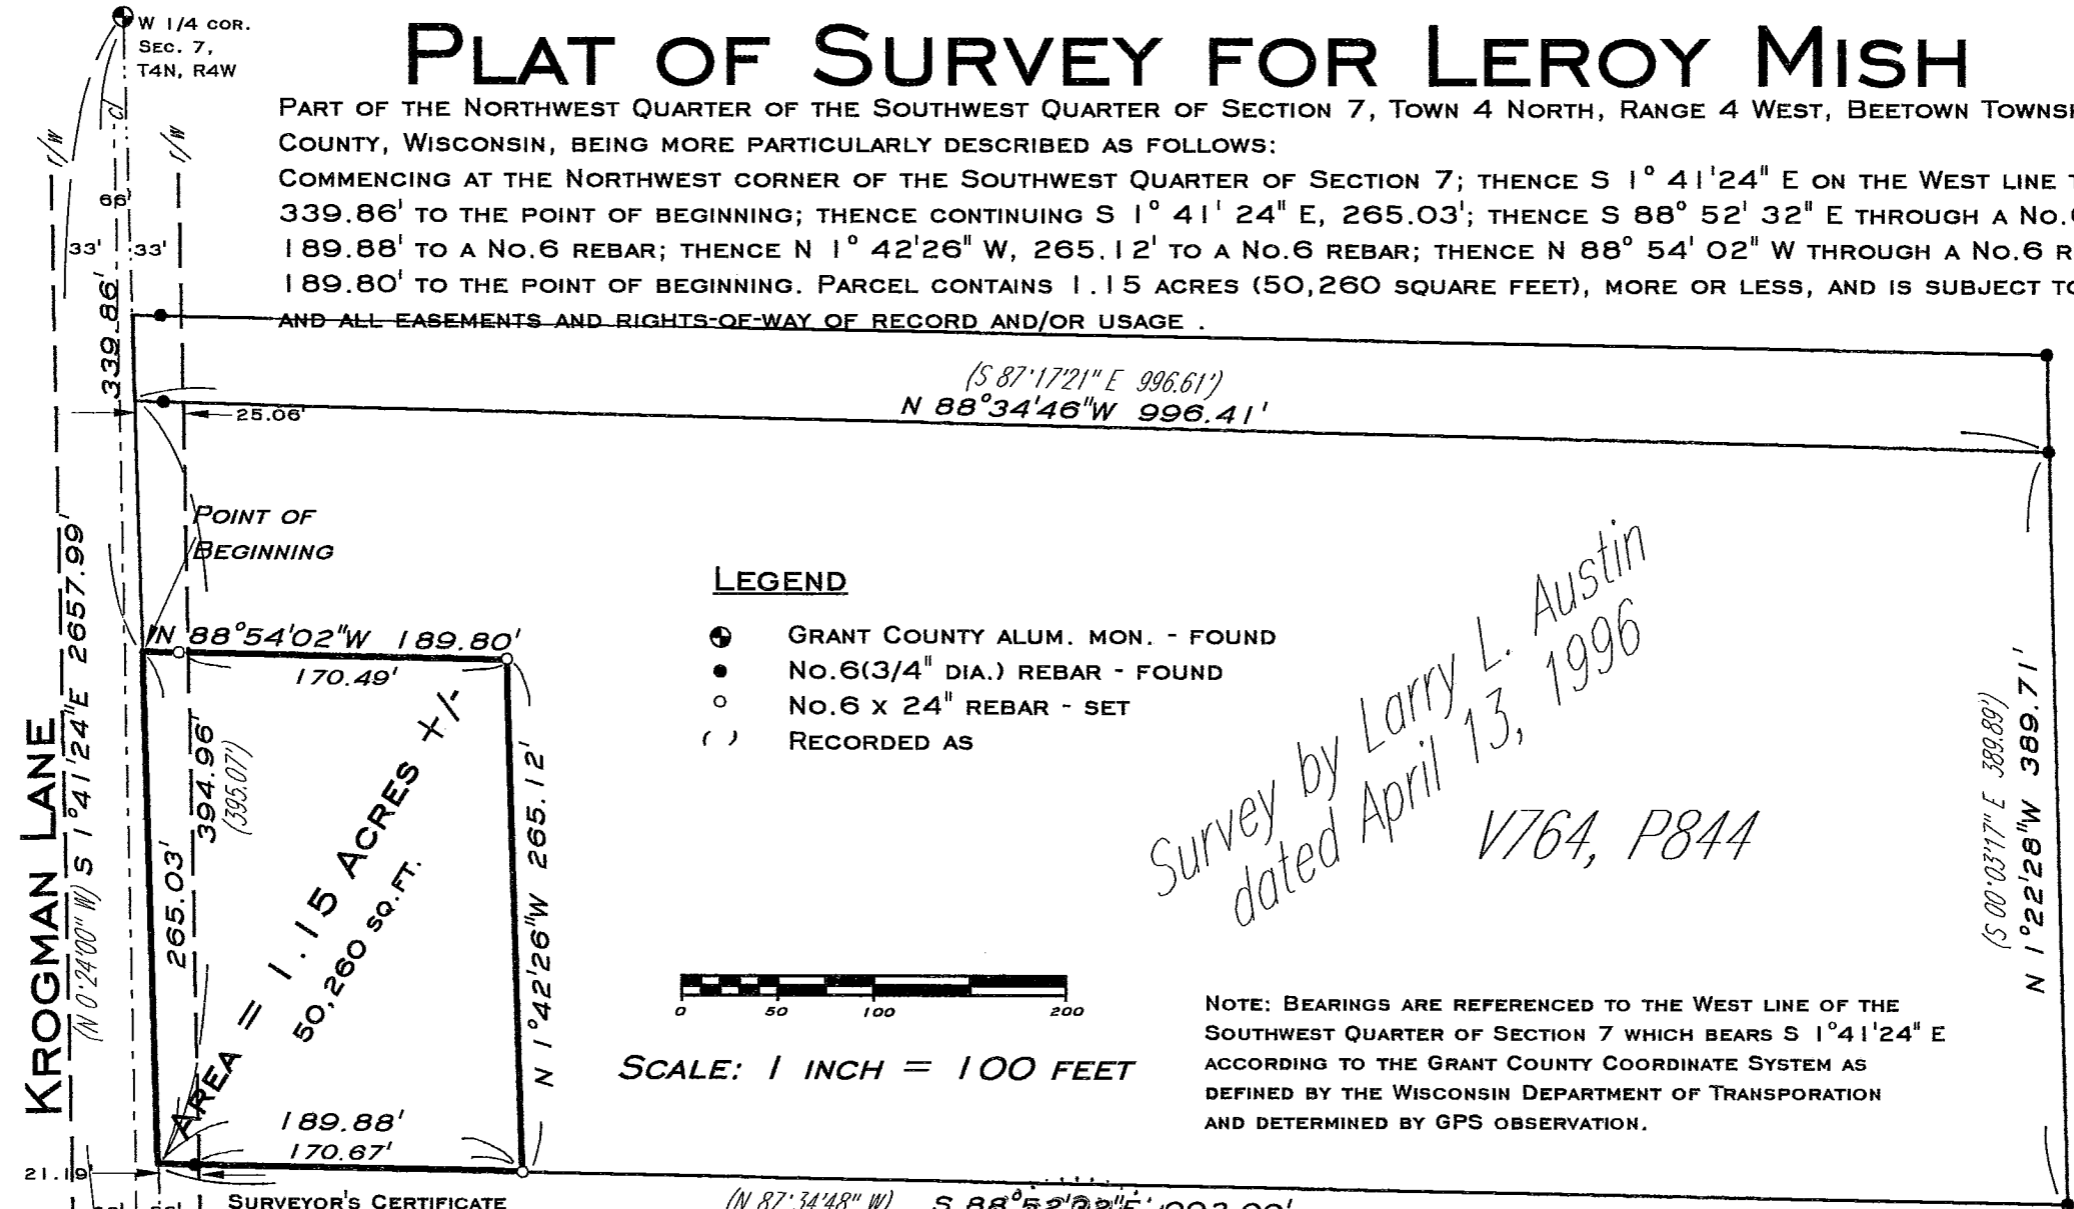 W 1/4 COR.
SEC. 7,
T4N, R4W
PLAT OF SURVEY FOR LEROY MISH
PART OF THE NORTHWEST QUARTER OF THE SOUTHWEST QUARTER OF SECTION 7, TOWN 4 NORTH, RANGE 4 WEST, BEETOWN
COUNTY, WISCONSIN, BEING MORE PARTICULARLY DESCRIBED AS FOLLOWS:
COMMENCING AT THE NORTHWEST CORNER OF THE SOUTHWEST QUARTER OF SECTION 7; THENCE S 1° 41'24" E ON THE WEST LINE
339.86' TO THE POINT OF BEGINNING; THENCE CONTINUING S 1° 41' 24" E, 265.03'; THENCE S 88° 52' 32" E THROUGH A
189.88' TO A NO.6 REBAR; THENCE N 1° 42'26" W, 265.12' TO A NO.6 REBAR; THENCE N 88° 54' 02" W THROUGH A NO.6
189.80' TO THE POINT OF BEGINNING. PARCEL CONTAINS 1.15 ACRES (50,260 SQUARE FEET), MORE OR LESS, AND IS SUBJECT TO
AND ALL EASEMENTS AND RIGHTS-OF-WAY OF RECORD AND/OR USAGE .
r/w
cl
r/w
66'
33'
33'
339.86'
(S 87°17'21" E 996.61')
N 88°34'46"W 996.41'
25.06'
POINT OF
BEGINNING
LEGEND
GRANT COUNTY ALUM. MON. - FOUND
NO.6(3/4" DIA.) REBAR - FOUND
NO.6 X 24" REBAR - SET
( ) RECORDED AS
N 88°54'02"W 189.80'
170.49'
KROGMAN LANE
(N 0°24'00" W) S 1°41'24"E 2657.99'
265.03'
394.96'
(395.07')
AREA = 1.15 ACRES +/-
50,260 SQ.FT.
N 1°42'26"W 265.12'
Survey by Larry L. Austin
dated April 13, 1996
V764, P844
(S 00°03'17" E 389.89')
N 1°22'28"W 389.71'
0 50 100 200
SCALE: 1 INCH = 100 FEET
NOTE: BEARINGS ARE REFERENCED TO THE WEST LINE OF THE
SOUTHWEST QUARTER OF SECTION 7 WHICH BEARS S 1°41'24" E
ACCORDING TO THE GRANT COUNTY COORDINATE SYSTEM AS
DEFINED BY THE WISCONSIN DEPARTMENT OF TRANSPORATION
AND DETERMINED BY GPS OBSERVATION.
189.88'
170.67'
21.19'
SURVEYOR'S CERTIFICATE
(N 87°34'48" W) S 88°52'32"E